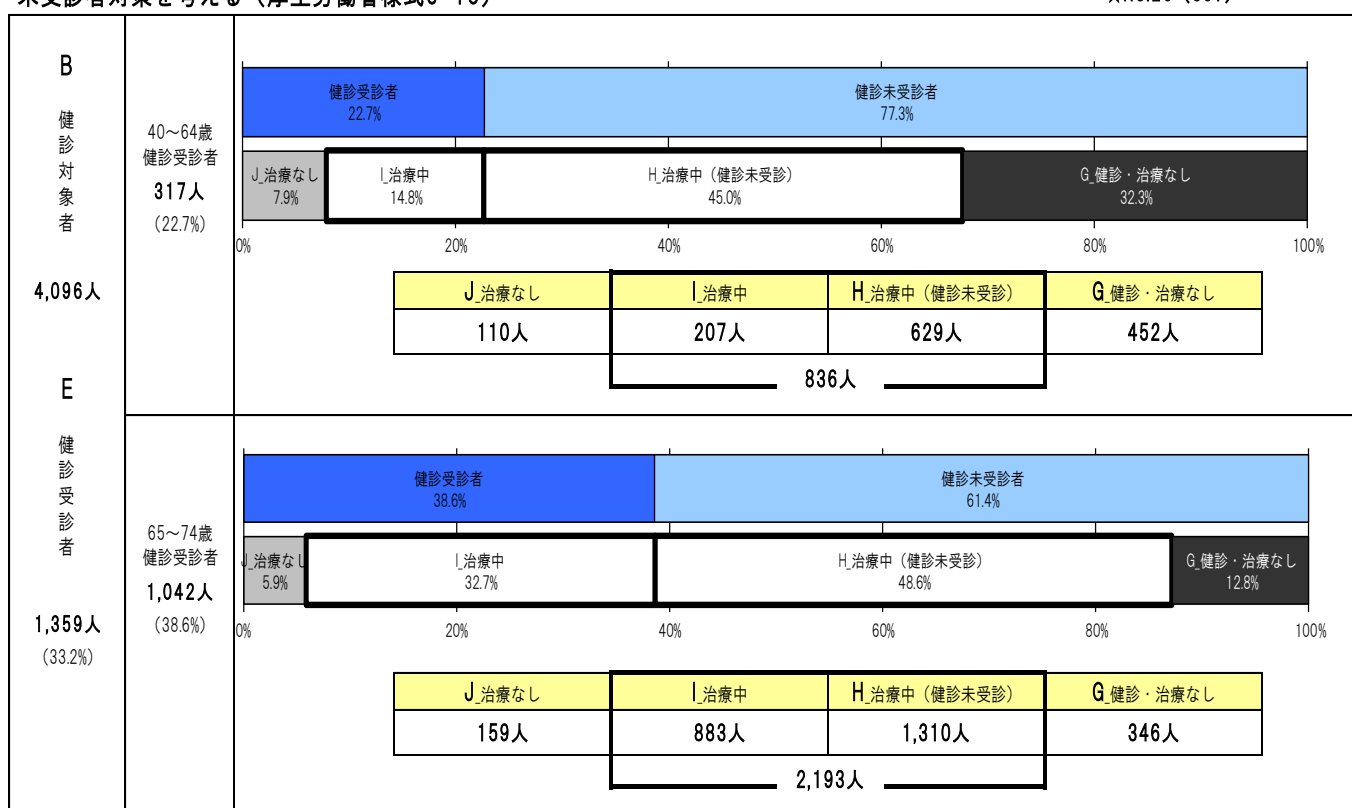 B
健診対象者
4,096人
E
健診受診者
1,359人
(33.2%)
40～64歳
健診受診者
317人
(22.7%)
健診受診者
22.7%
健診未受診者
77.3%
J_治療なし
7.9%
I_治療中
14.8%
H_治療中（健診未受診）
45.0%
G_健診・治療なし
32.3%
0% 20% 40% 60% 80% 100%
J_治療なし I_治療中 H_治療中（健診未受診） G_健診・治療なし
110人 207人 629人 452人
836人
65～74歳
健診受診者
1,042人
(38.6%)
健診受診者
38.6%
健診未受診者
61.4%
J_治療なし
5.9%
I_治療中
32.7%
H_治療中（健診未受診）
48.6%
G_健診・治療なし
12.8%
0% 20% 40% 60% 80% 100%
J_治療なし I_治療中 H_治療中（健診未受診） G_健診・治療なし
159人 883人 1,310人 346人
2,193人